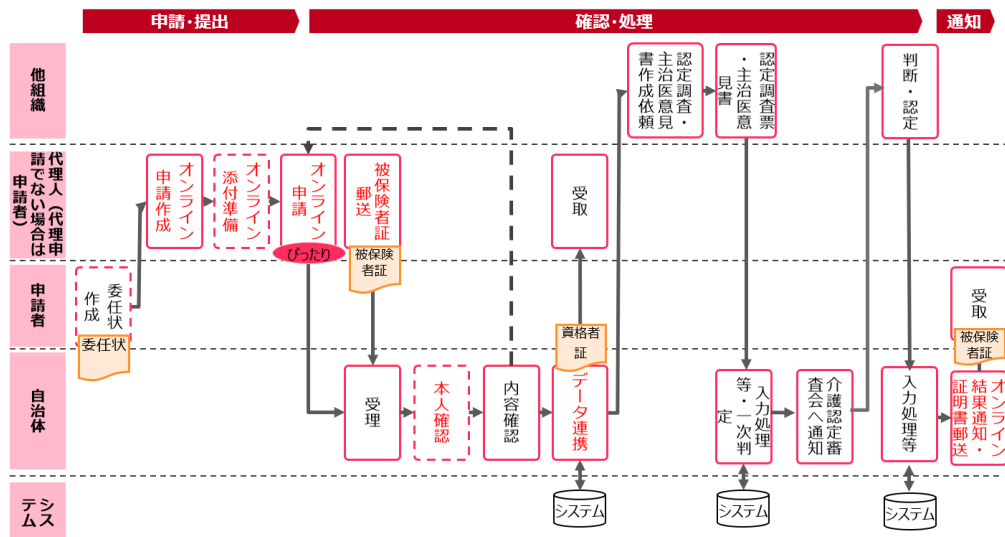 申請・提出
確認・処理
通知
他組織
認定調査・
主治医意見
書作成依頼
認定調査票
・主治医意
見書
判断・認定
代理人（代理申
請でない場合は
申請者）
オンライン
申請作成
オンライン
添付準備
オンライン
申請
ぴったり
被保険者証
郵送
被保険
者証
受取
申請者
委任状
作成
委任状
資格者
証
受取
被保険
者証
自治体
受理
本人確認
内容確認
データ連携
入力処理
等・一次判
定
介護認定審
査会へ通知
入力処理等
オンライン
結果通知・
証明書郵送
シス
テム
システム
システム
システム